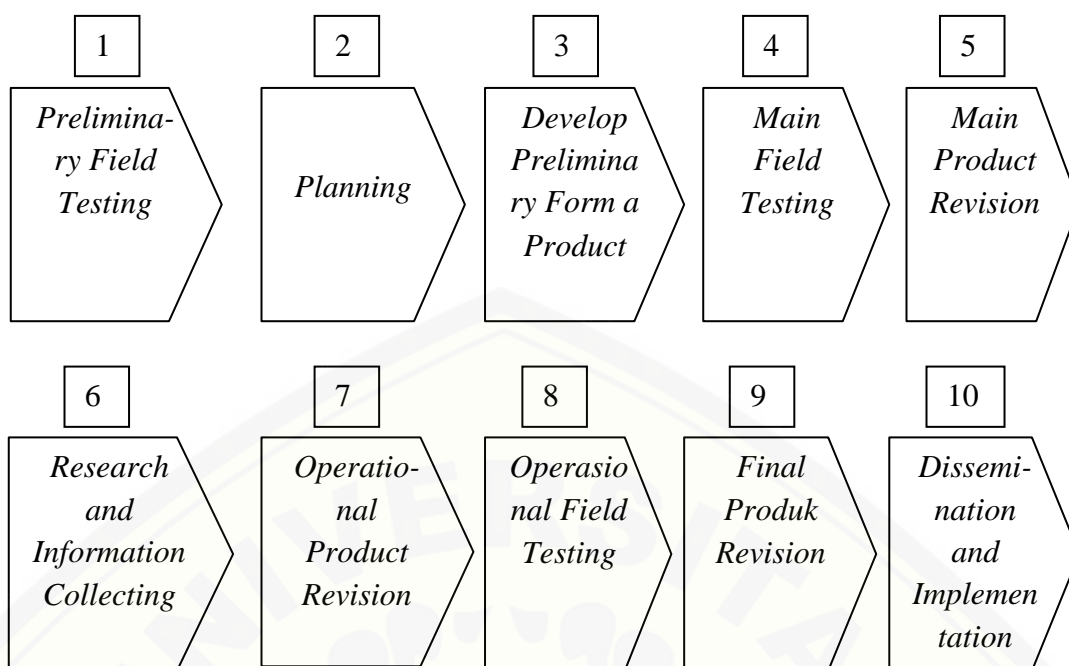 1
Prelimina-
ry Field
Testing
2
Planning
3
Develop
Prelimina
ry Form a
Product
4
Main
Field
Testing
5
Main
Product
Revision
6
Research
and
Information
Collecting
7
Operatio-
nal
Product
Revision
8
Operasio
nal Field
Testing
9
Final
Produk
Revision
10
Dissemi-
nation
and
Implemen
tation
NIVERSITA